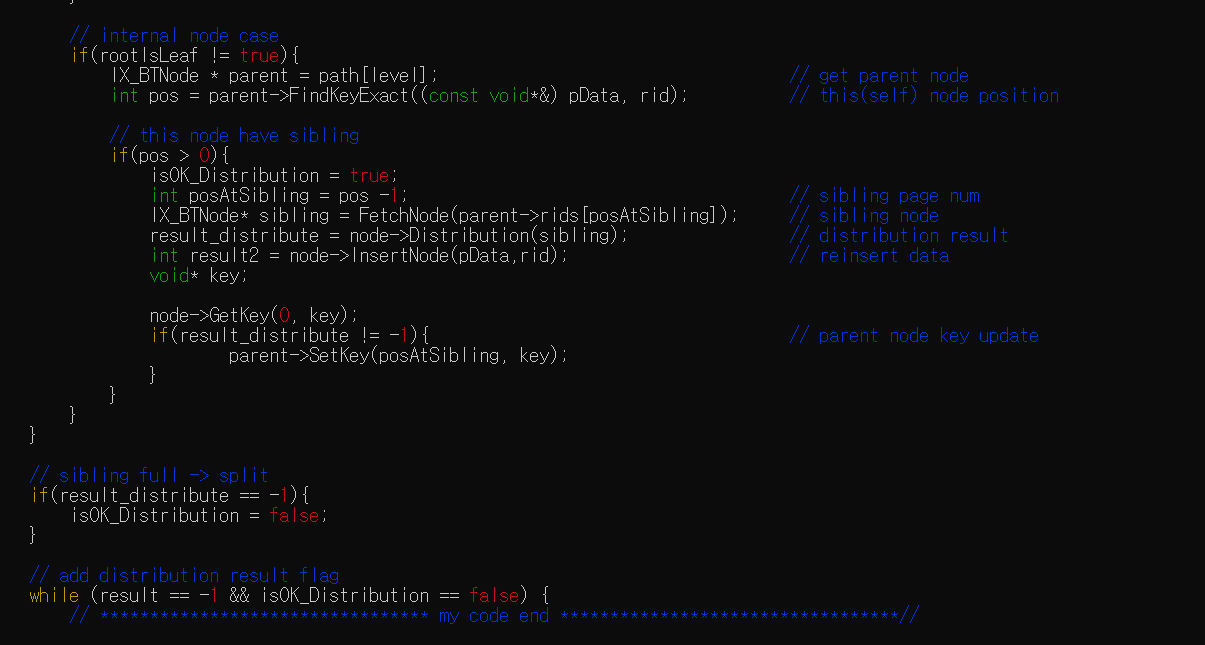 }
// internal node case
if(rootIsLeaf != true){
IX_BTNode * parent = path[level]; // get parent node
int pos = parent->FindKeyExact((const void*&) pData, rid); // this(self) node position
// this node have sibling
if(pos > 0){
isOK_Distribution = true;
int posAtSibling = pos -1; // sibling page num
IX_BTNode* sibling = FetchNode(parent->rids[posAtSibling]); // sibling node
result_distribute = node->Distribution(sibling); // distribution result
int result2 = node->InsertNode(pData,rid); // reinsert data
void* key;
node->GetKey(0, key);
if(result_distribute != -1){ // parent node key update
parent->SetKey(posAtSibling, key);
}
}
}
}
// sibling full -> split
if(result_distribute == -1){
isOK_Distribution = false;
}
// add distribution result flag
while (result == -1 && isOK_Distribution == false) {
// ********************************* my code end **********************************//